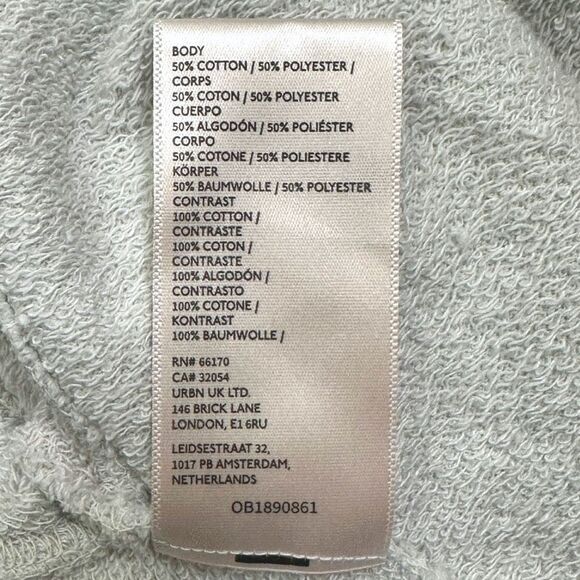 BODY
50% COTTON / 50% POLYESTER /
CORPS
50% COTON / 50% POLYESTER
CUERPO
50% ALGODÓN / 50% POLIÉSTER
CORPO
50% COTONE / 50% POLIESTERE
KÖRPER
50% BAUMWOLLE / 50% POLYESTER
CONTRAST
100% COTTON /
CONTRASTE
100% COTON /
CONTRASTE
100% ALGODÓN /
CONTRASTO
100% COTONE /
KONTRAST
100% BAUMWOLLE /
RN# 66170
CA# 32054
URBN UK LTD.
146 BRICK LANE
LONDON, E1 6RU
LEIDSESTRAAT 32,
1017 PB AMSTERDAM,
NETHERLANDS
OB1890861